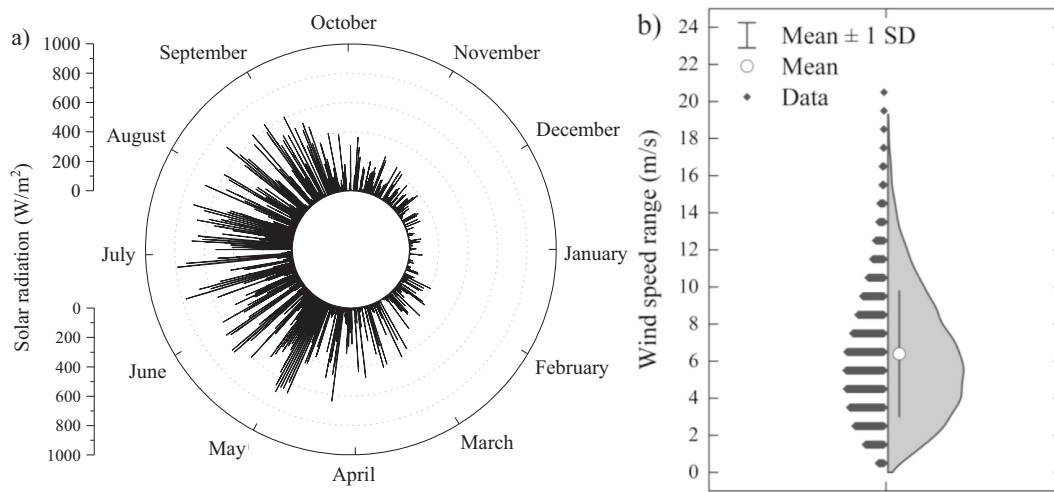 a)
October
November
December
January
February
March
April
May
June
July
August
September
Solar radiation (W/m²)
1000
800
600
400
200
0
0
200
400
600
800
1000
b)
Mean ± 1 SD
Mean
Data
Wind speed range (m/s)
24
22
20
18
16
14
12
10
8
6
4
2
0